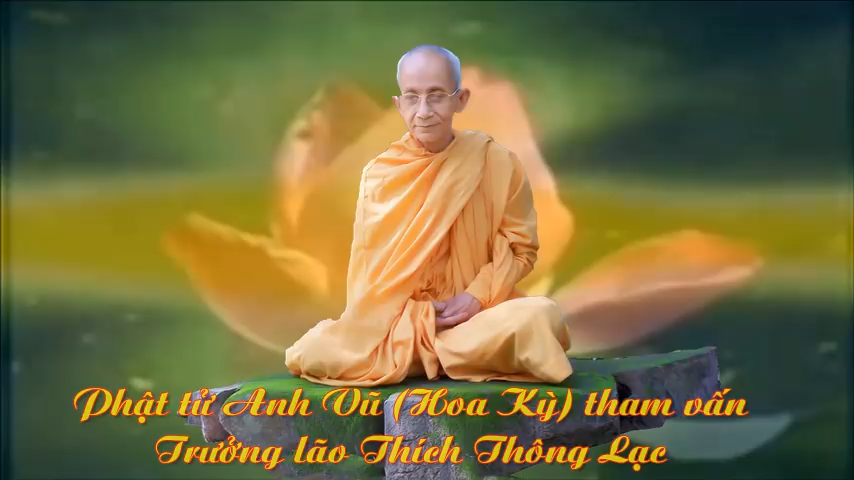 Phật tử Anh Vũ (Hoa Kỳ) tham vấn
Trưởng lão Thích Thông Lạc